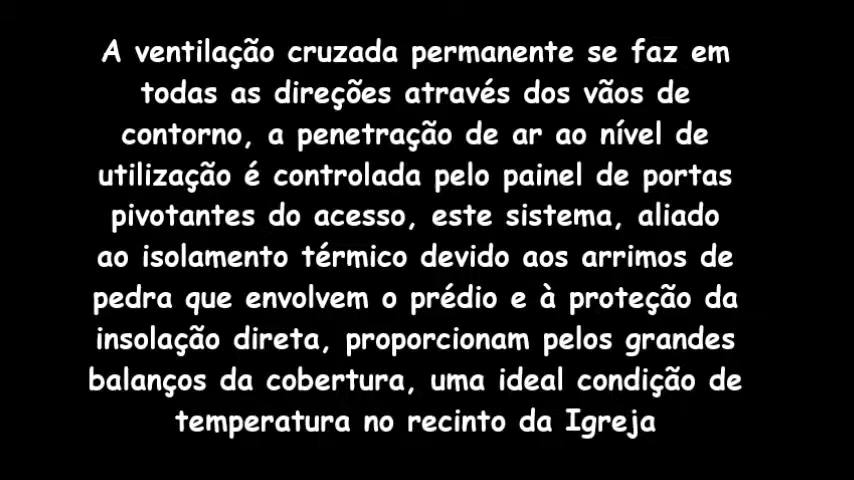 A ventilação cruzada permanente se faz em
todas as direções através dos vãos de
contorno, a penetração de ar ao nível de
utilização é controlada pelo painel de portas
pivotantes do acesso, este sistema, aliado
ao isolamento térmico devido aos arrimos de
pedra que envolvem o prédio e à proteção da
insolação direta, proporcionam pelos grandes
balanços da cobertura, uma ideal condição de
temperatura no recinto da Igreja